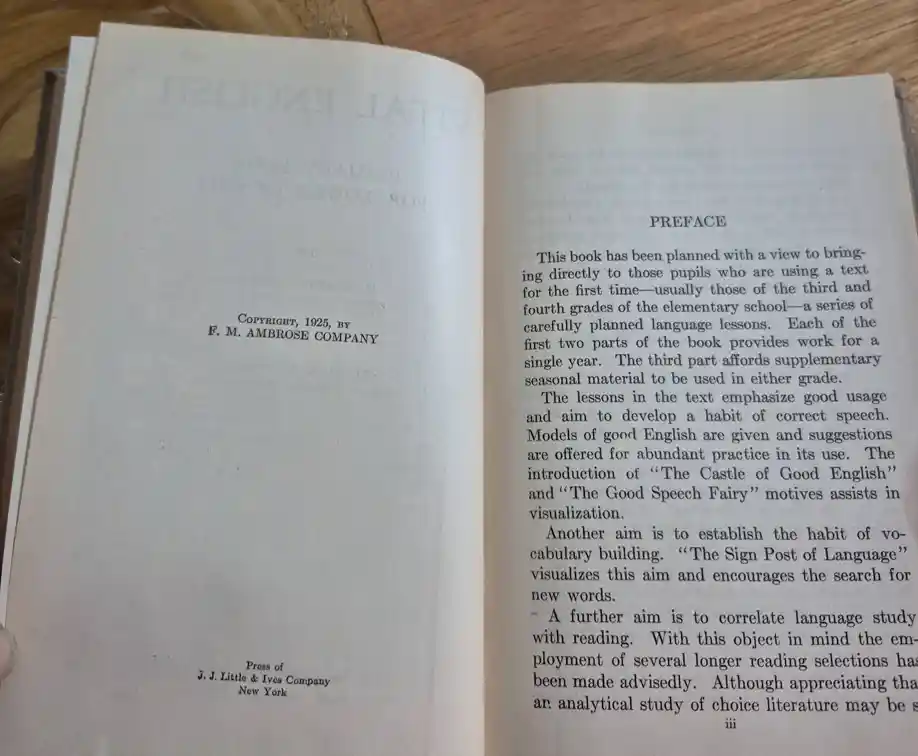 COPYRIGHT, 1925, BY
F. M. AMBROSE COMPANY
Press of
J. J. Little & Ives Company
New York
PREFACE
This book has been planned with a view to bring-
ing directly to those pupils who are using a text
for the first time—usually those of the third and
fourth grades of the elementary school—a series of
carefully planned language lessons. Each of the
first two parts of the book provides work for a
single year. The third part affords supplementary
seasonal material to be used in either grade.
The lessons in the text emphasize good usage
and aim to develop a habit of correct speech.
Models of good English are given and suggestions
are offered for abundant practice in its use. The
introduction of "The Castle of Good English"
and "The Good Speech Fairy" motives assists in
visualization.
Another aim is to establish the habit of vo-
cabulary building. "The Sign Post of Language"
visualizes this aim and encourages the search for
new words.
A further aim is to correlate language study
with reading. With this object in mind the em-
ployment of several longer reading selections has
been made advisedly. Although appreciating tha
an analytical study of choice literature may be s
iii